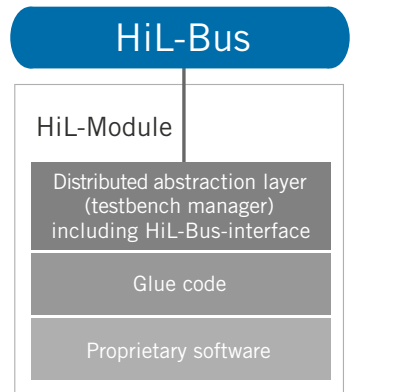 HiL-Bus
HiL-Module
Distributed abstraction layer
(testbench manager)
including HiL-Bus-interface
Glue code
Proprietary software